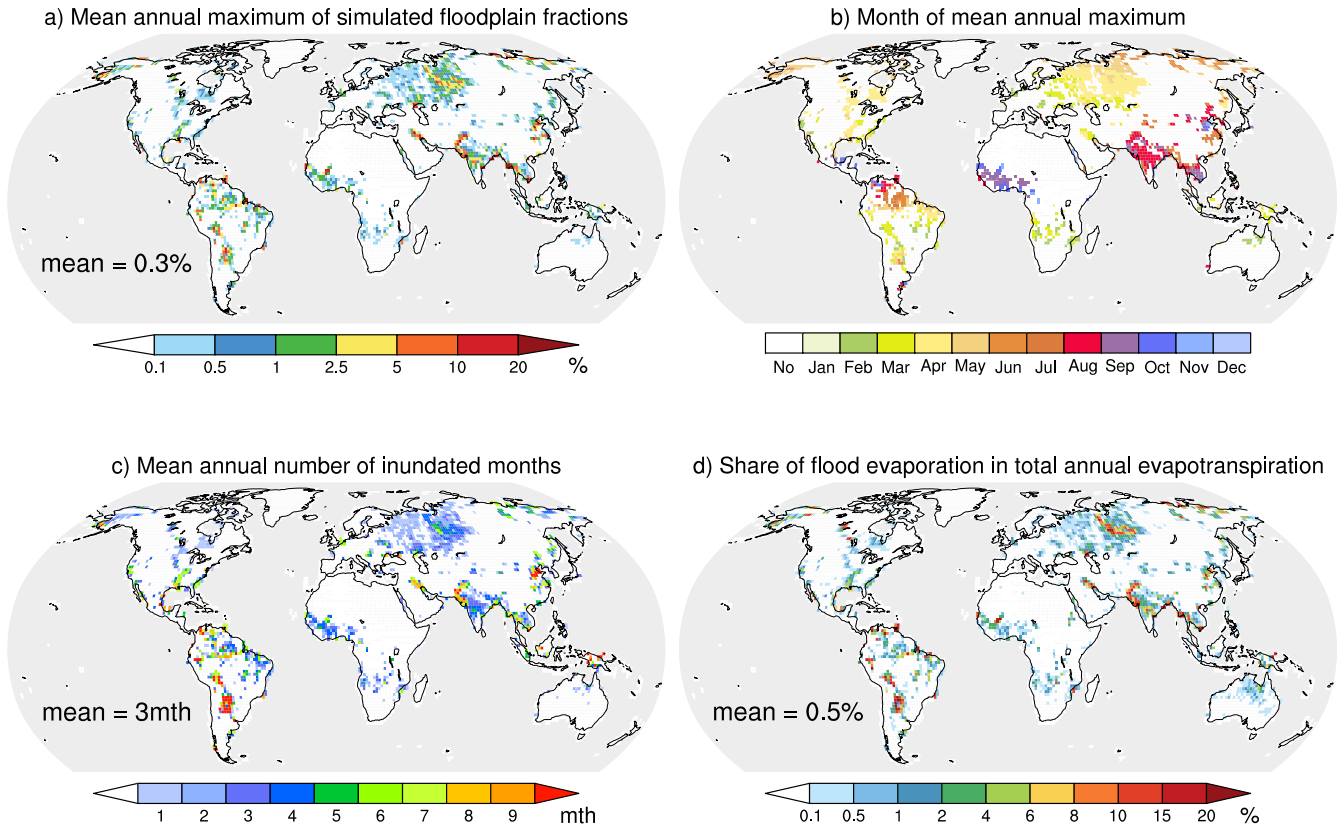 a) Mean annual maximum of simulated floodplain fractions
mean = 0.3%
0.1 0.5 1 2.5 5 10 20 %
b) Month of mean annual maximum
No Jan Feb Mar Apr May Jun Jul Aug Sep Oct Nov Dec
c) Mean annual number of inundated months
mean = 3mth
1 2 3 4 5 6 7 8 9 mth
d) Share of flood evaporation in total annual evapotranspiration
mean = 0.5%
0.1 0.5 1 2 4 6 8 10 15 20 %